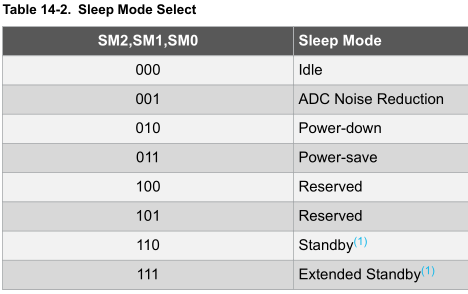 Table 14-2. Sleep Mode Select
SM2,SM1,SM0 Sleep Mode
000 Idle
001 ADC Noise Reduction
010 Power-down
011 Power-save
100 Reserved
101 Reserved
110 Standby(1)
111 Extended Standby(1)